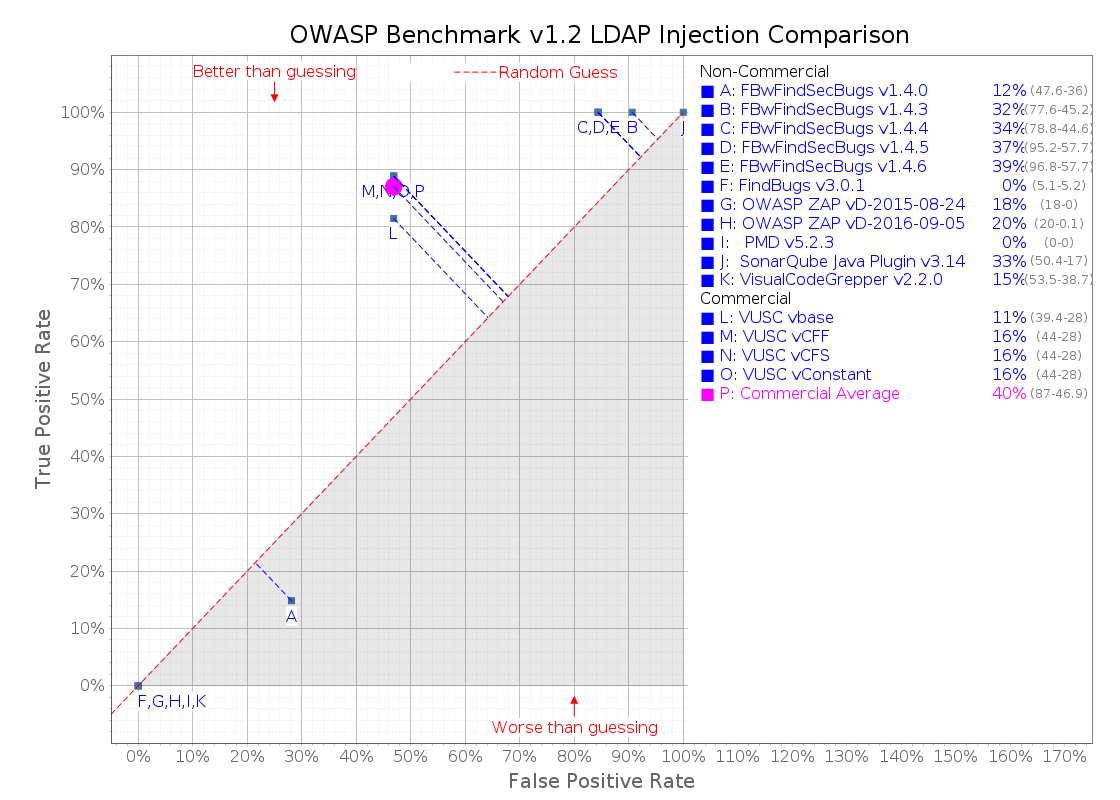 OWASP Benchmark v1.2 LDAP Injection Comparison
Better than guessing
Random Guess
Non-Commercial
A: FBwFindSecBugs v1.4.0 12% (47.6-36)
B: FBwFindSecBugs v1.4.3 32% (77.6-45.2)
C: FBwFindSecBugs v1.4.4 34% (78.8-44.6)
D: FBwFindSecBugs v1.4.5 37% (95.2-57.7)
E: FBwFindSecBugs v1.4.6 39% (96.8-57.7)
F: FindBugs v3.0.1 0% (5.1-5.2)
G: OWASP ZAP vD-2015-08-24 18% (18-0)
H: OWASP ZAP vD-2016-09-05 20% (20-0.1)
I: PMD v5.2.3 0% (0-0)
J: SonarQube Java Plugin v3.14 33% (50.4-17)
K: VisualCodeGrepper v2.2.0 15% (53.5-38.7)
Commercial
L: VUSC vbase 11% (39.4-28)
M: VUSC vCFF 16% (44-28)
N: VUSC vCFS 16% (44-28)
O: VUSC vConstant 16% (44-28)
P: Commercial Average 40% (87-46.9)
True Positive Rate
100%
90%
80%
70%
60%
50%
40%
30%
20%
10%
0%
C,D,E B
J
M,N,O P
L
A
F,G,H,I,K
Worse than guessing
0% 10% 20% 30% 40% 50% 60% 70% 80% 90% 100% 110% 120% 130% 140% 150% 160% 170%
False Positive Rate